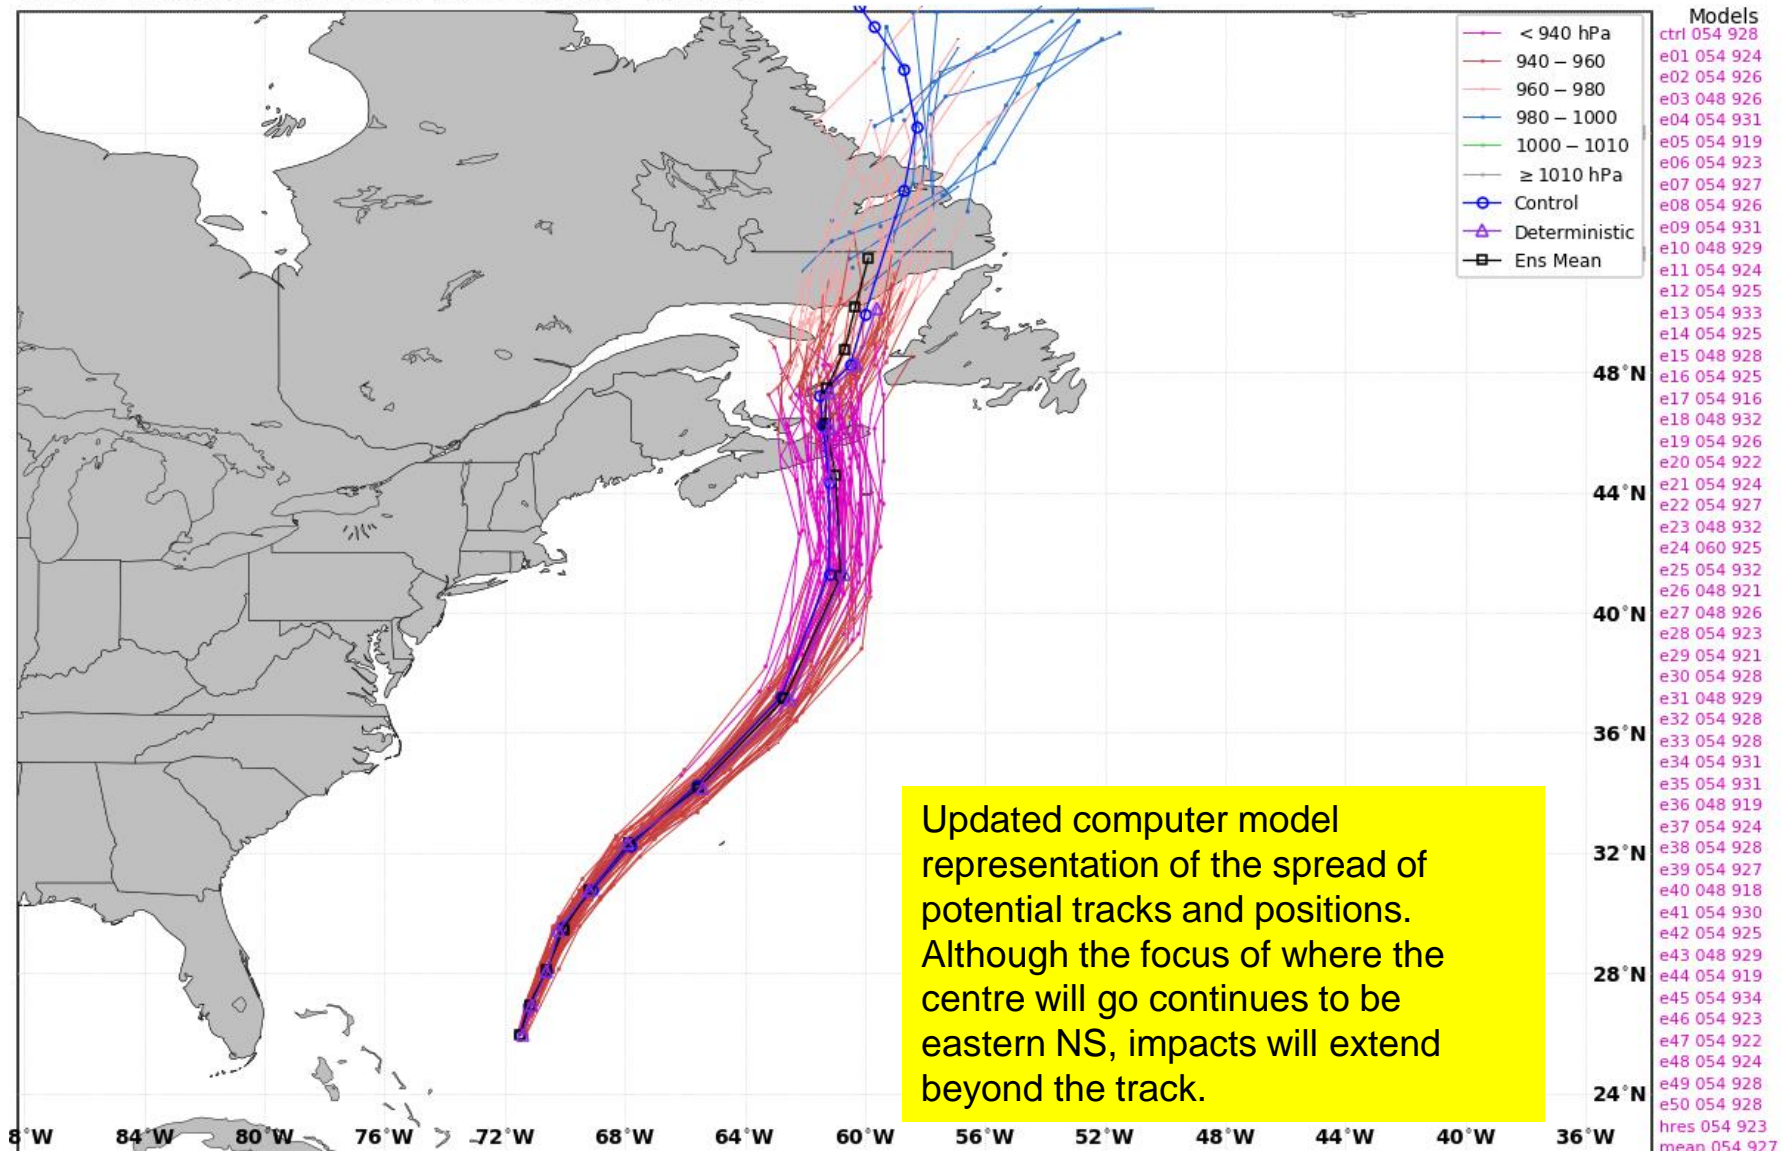 Models
< 940 hPa
940 – 960
960 – 980
980 – 1000
1000 – 1010
≥ 1010 hPa
Control
Deterministic
Ens Mean
ctrl 054 928
e01 054 924
e02 054 926
e03 048 926
e04 054 931
e05 054 919
e06 054 923
e07 054 927
e08 054 926
e09 054 931
e10 048 929
e11 054 924
e12 054 925
e13 054 933
e14 054 925
e15 048 928
e16 054 925
e17 054 916
e18 048 932
e19 054 926
e20 054 922
e21 054 924
e22 054 927
e23 048 932
e24 060 925
e25 054 932
e26 048 921
e27 048 926
e28 054 923
e29 054 921
e30 054 928
e31 048 929
e32 054 928
e33 054 928
e34 054 931
e35 054 931
e36 048 919
e37 054 924
e38 054 928
e39 054 927
e40 048 918
e41 054 930
e42 054 925
e43 048 929
e44 054 919
e45 054 934
e46 054 923
e47 054 922
e48 054 924
e49 054 928
e50 054 928
hres 054 923
mean 054 927
48°N
44°N
40°N
36°N
32°N
28°N
24°N
Updated computer model
representation of the spread of
potential tracks and positions.
Although the focus of where the
centre will go continues to be
eastern NS, impacts will extend
beyond the track.
8°W 84°W 80°W 76°W 72°W 68°W 64°W 60°W 56°W 52°W 48°W 44°W 40°W 36°W